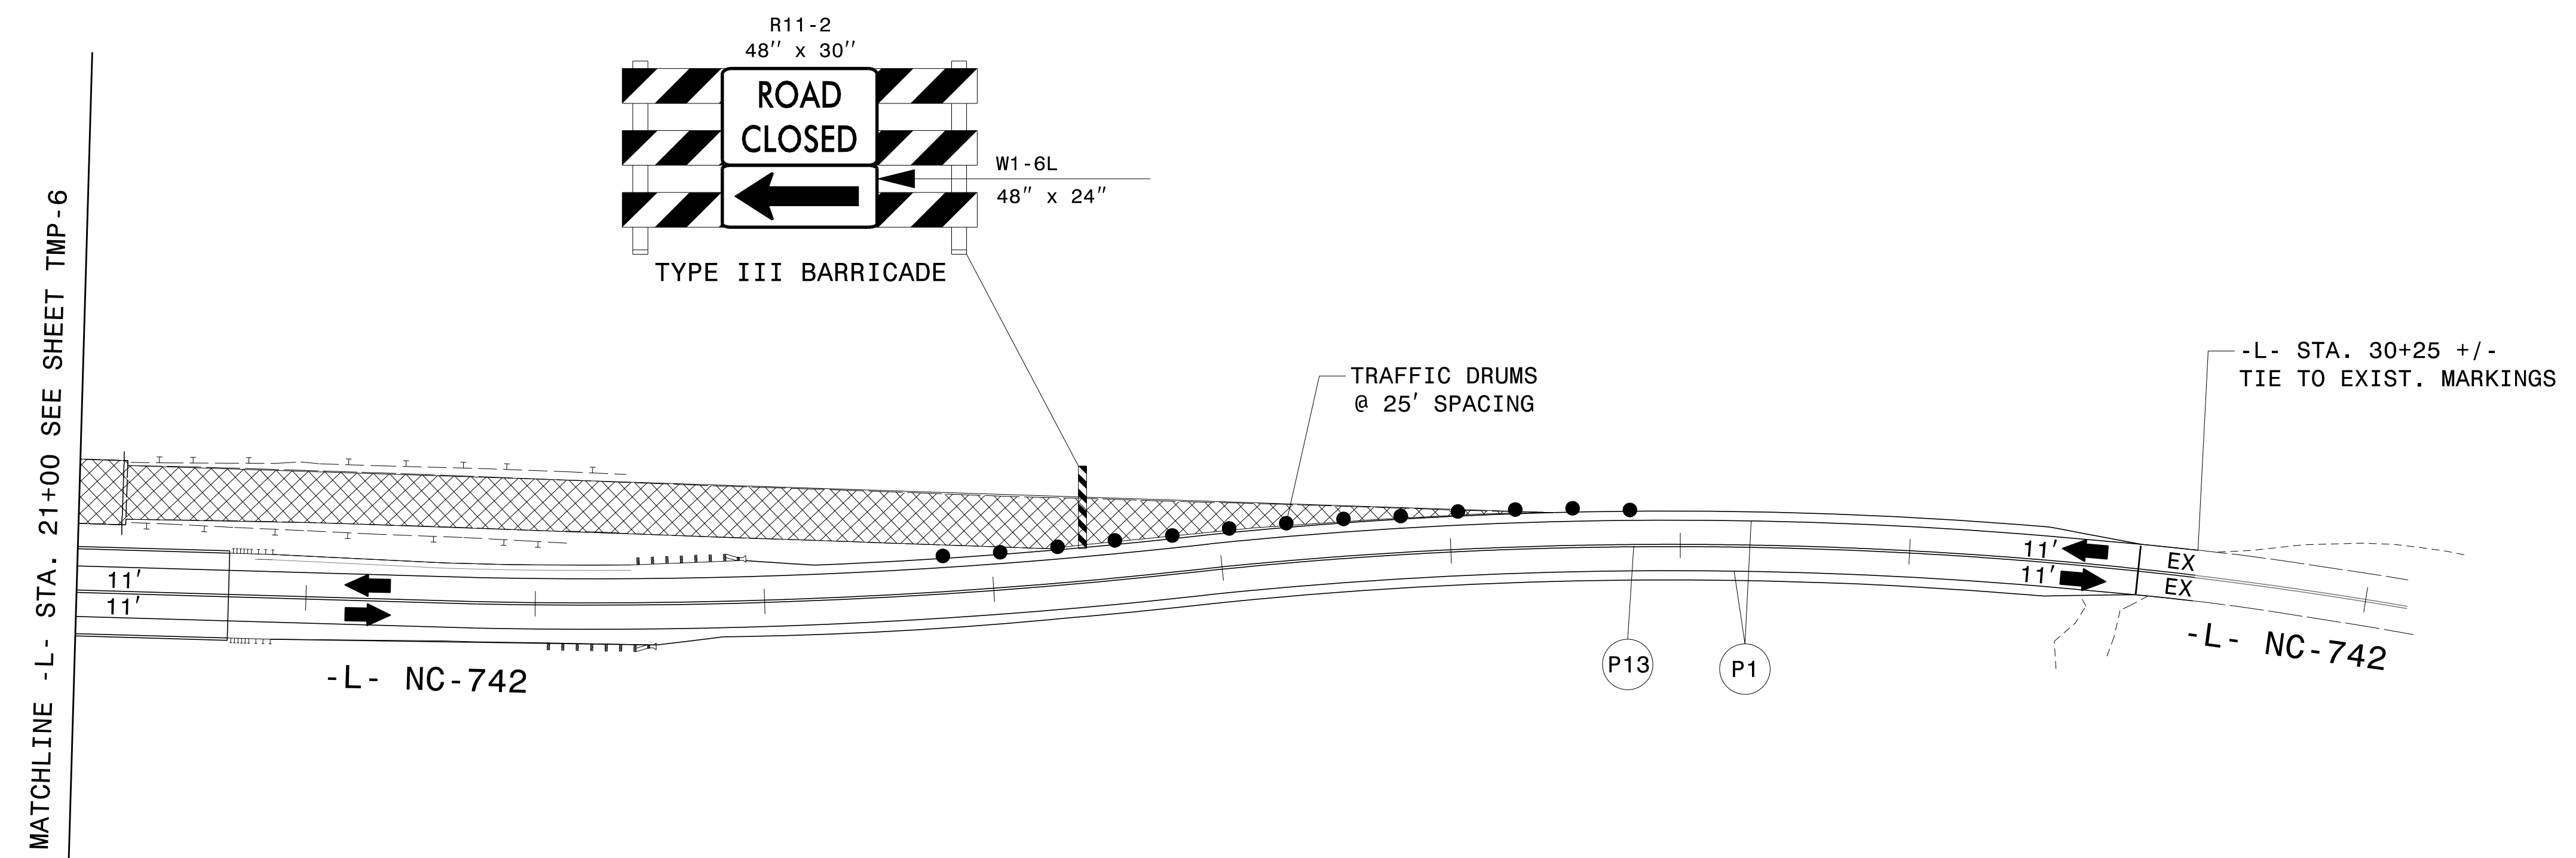 R11-2
48" x 30"
ROAD
CLOSED
W1-6L
48" x 24"
TYPE III BARRICADE
MATCHLINE -L- STA. 21+00 SEE SHEET TMP-6
TRAFFIC DRUMS
@ 25' SPACING
-L- STA. 30+25 +/-
TIE TO EXIST. MARKINGS
11'
11'
11'
11'
EX
EX
-L- NC-742
P13
P1
-L- NC-742